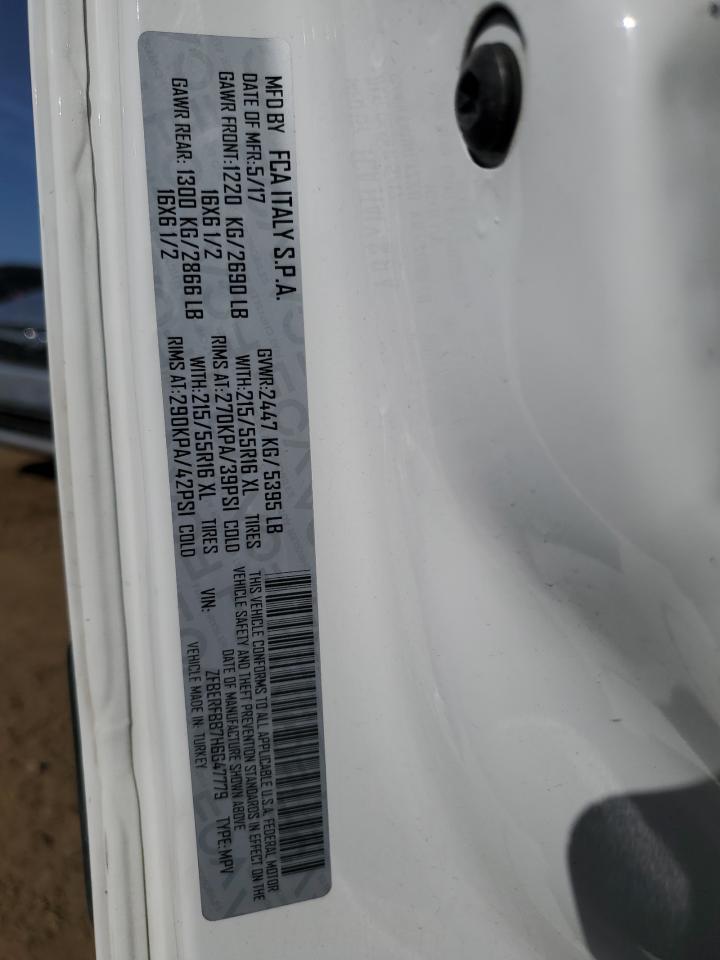 MFD BY FCA ITALY S.P.A.
DATE OF MFR:5/17 GVWR:2447 KG/5395 LB
GAWR FRONT:1220 KG/2690 LB WITH:215/55R16 XL TIRES
16X6 1/2 RIMS AT:270KPA/39PSI COLD
GAWR REAR: 1300 KG/2866 LB WITH:215/55R16 XL TIRES
16X6 1/2 RIMS AT:290KPA/42PSI COLD
THIS VEHICLE CONFORMS TO ALL APPLICABLE U.S.A. FEDERAL MOTOR
VEHICLE SAFETY AND THEFT PREVENTION STANDARDS IN EFFECT ON THE
DATE OF MANUFACTURE SHOWN ABOVE
VIN: ZFBERFBB7H6G47779 TYPE:MPV
VEHICLE MADE IN: TURKEY